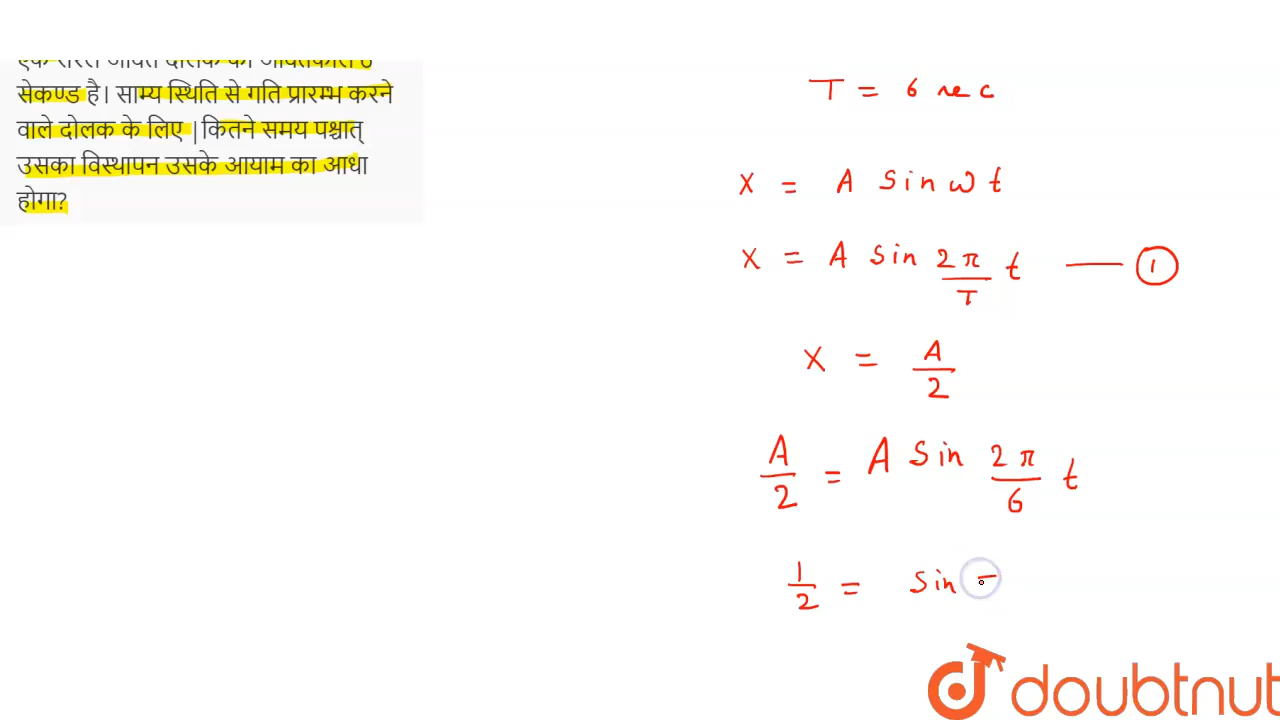 सेकण्ड है। साम्य स्थिति से गति प्रारम्भ करने
वाले दोलक के लिए |कितने समय पश्चात्
उसका विस्थापन उसके आयाम का आधा
होगा?
T = 6 sec
x = A sin ω t
x = A sin 2π/T t — 1
x = A/2
A/2 = A sin 2π/6 t
1/2 = sin
doubtnut